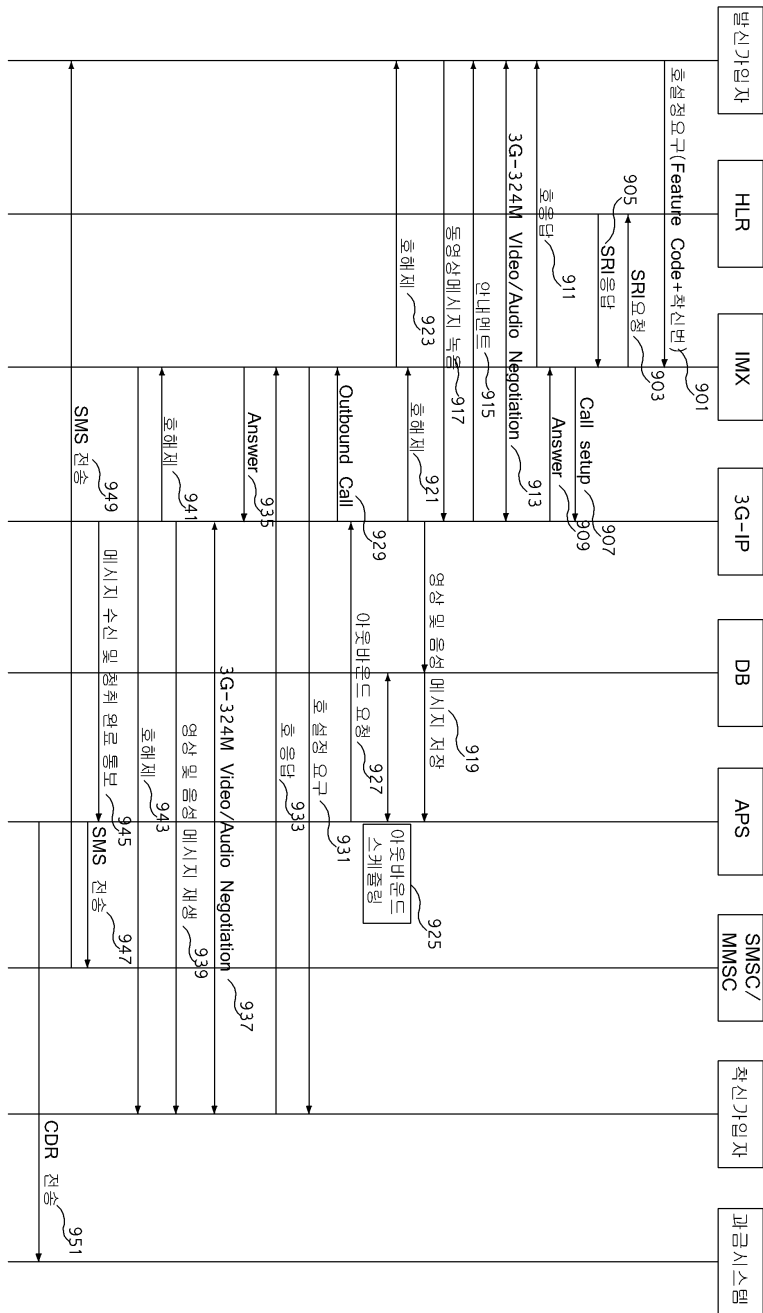 발신가입자
HLR
IMX
3G-IP
DB
APS
SMSC/
MMSC
착신가입자
과금시스템
호설정요구(Feature Code+착신번)
901
SRI요청
903
SRI응답
905
Call setup
907
Answer
909
호응답
911
3G-324M VIdeo/Audio Negotiation
913
안내멘트
915
동영상메시지 녹음
917
영상 및 음성 메시지 저장
919
호해제
921
호해제
923
아웃바운드
스케쥴링
925
아웃바운드 요청
927
Outbound Call
929
호 설정 요구
931
호 응답
933
Answer
935
3G-324M Video/Audio Negotiation
937
영상 및 음성 메시지 재생
939
호해제
941
호해제
943
메시지 수신 및 청취 완료 통보
945
SMS 전송
947
SMS 전송
949
CDR 전송
951